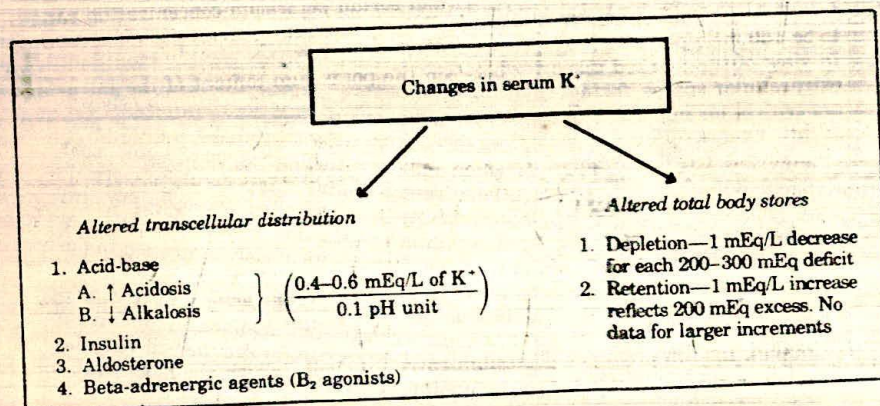 Changes in serum K⁺
Altered transcellular distribution
1. Acid-base
A. ↑ Acidosis
B. ↓ Alkalosis
(0.4–0.6 mEq/L of K⁺
0.1 pH unit)
2. Insulin
3. Aldosterone
4. Beta-adrenergic agents (B₂ agonists)
Altered total body stores
1. Depletion—1 mEq/L decrease
for each 200–300 mEq deficit
2. Retention—1 mEq/L increase
reflects 200 mEq excess. No
data for larger increments